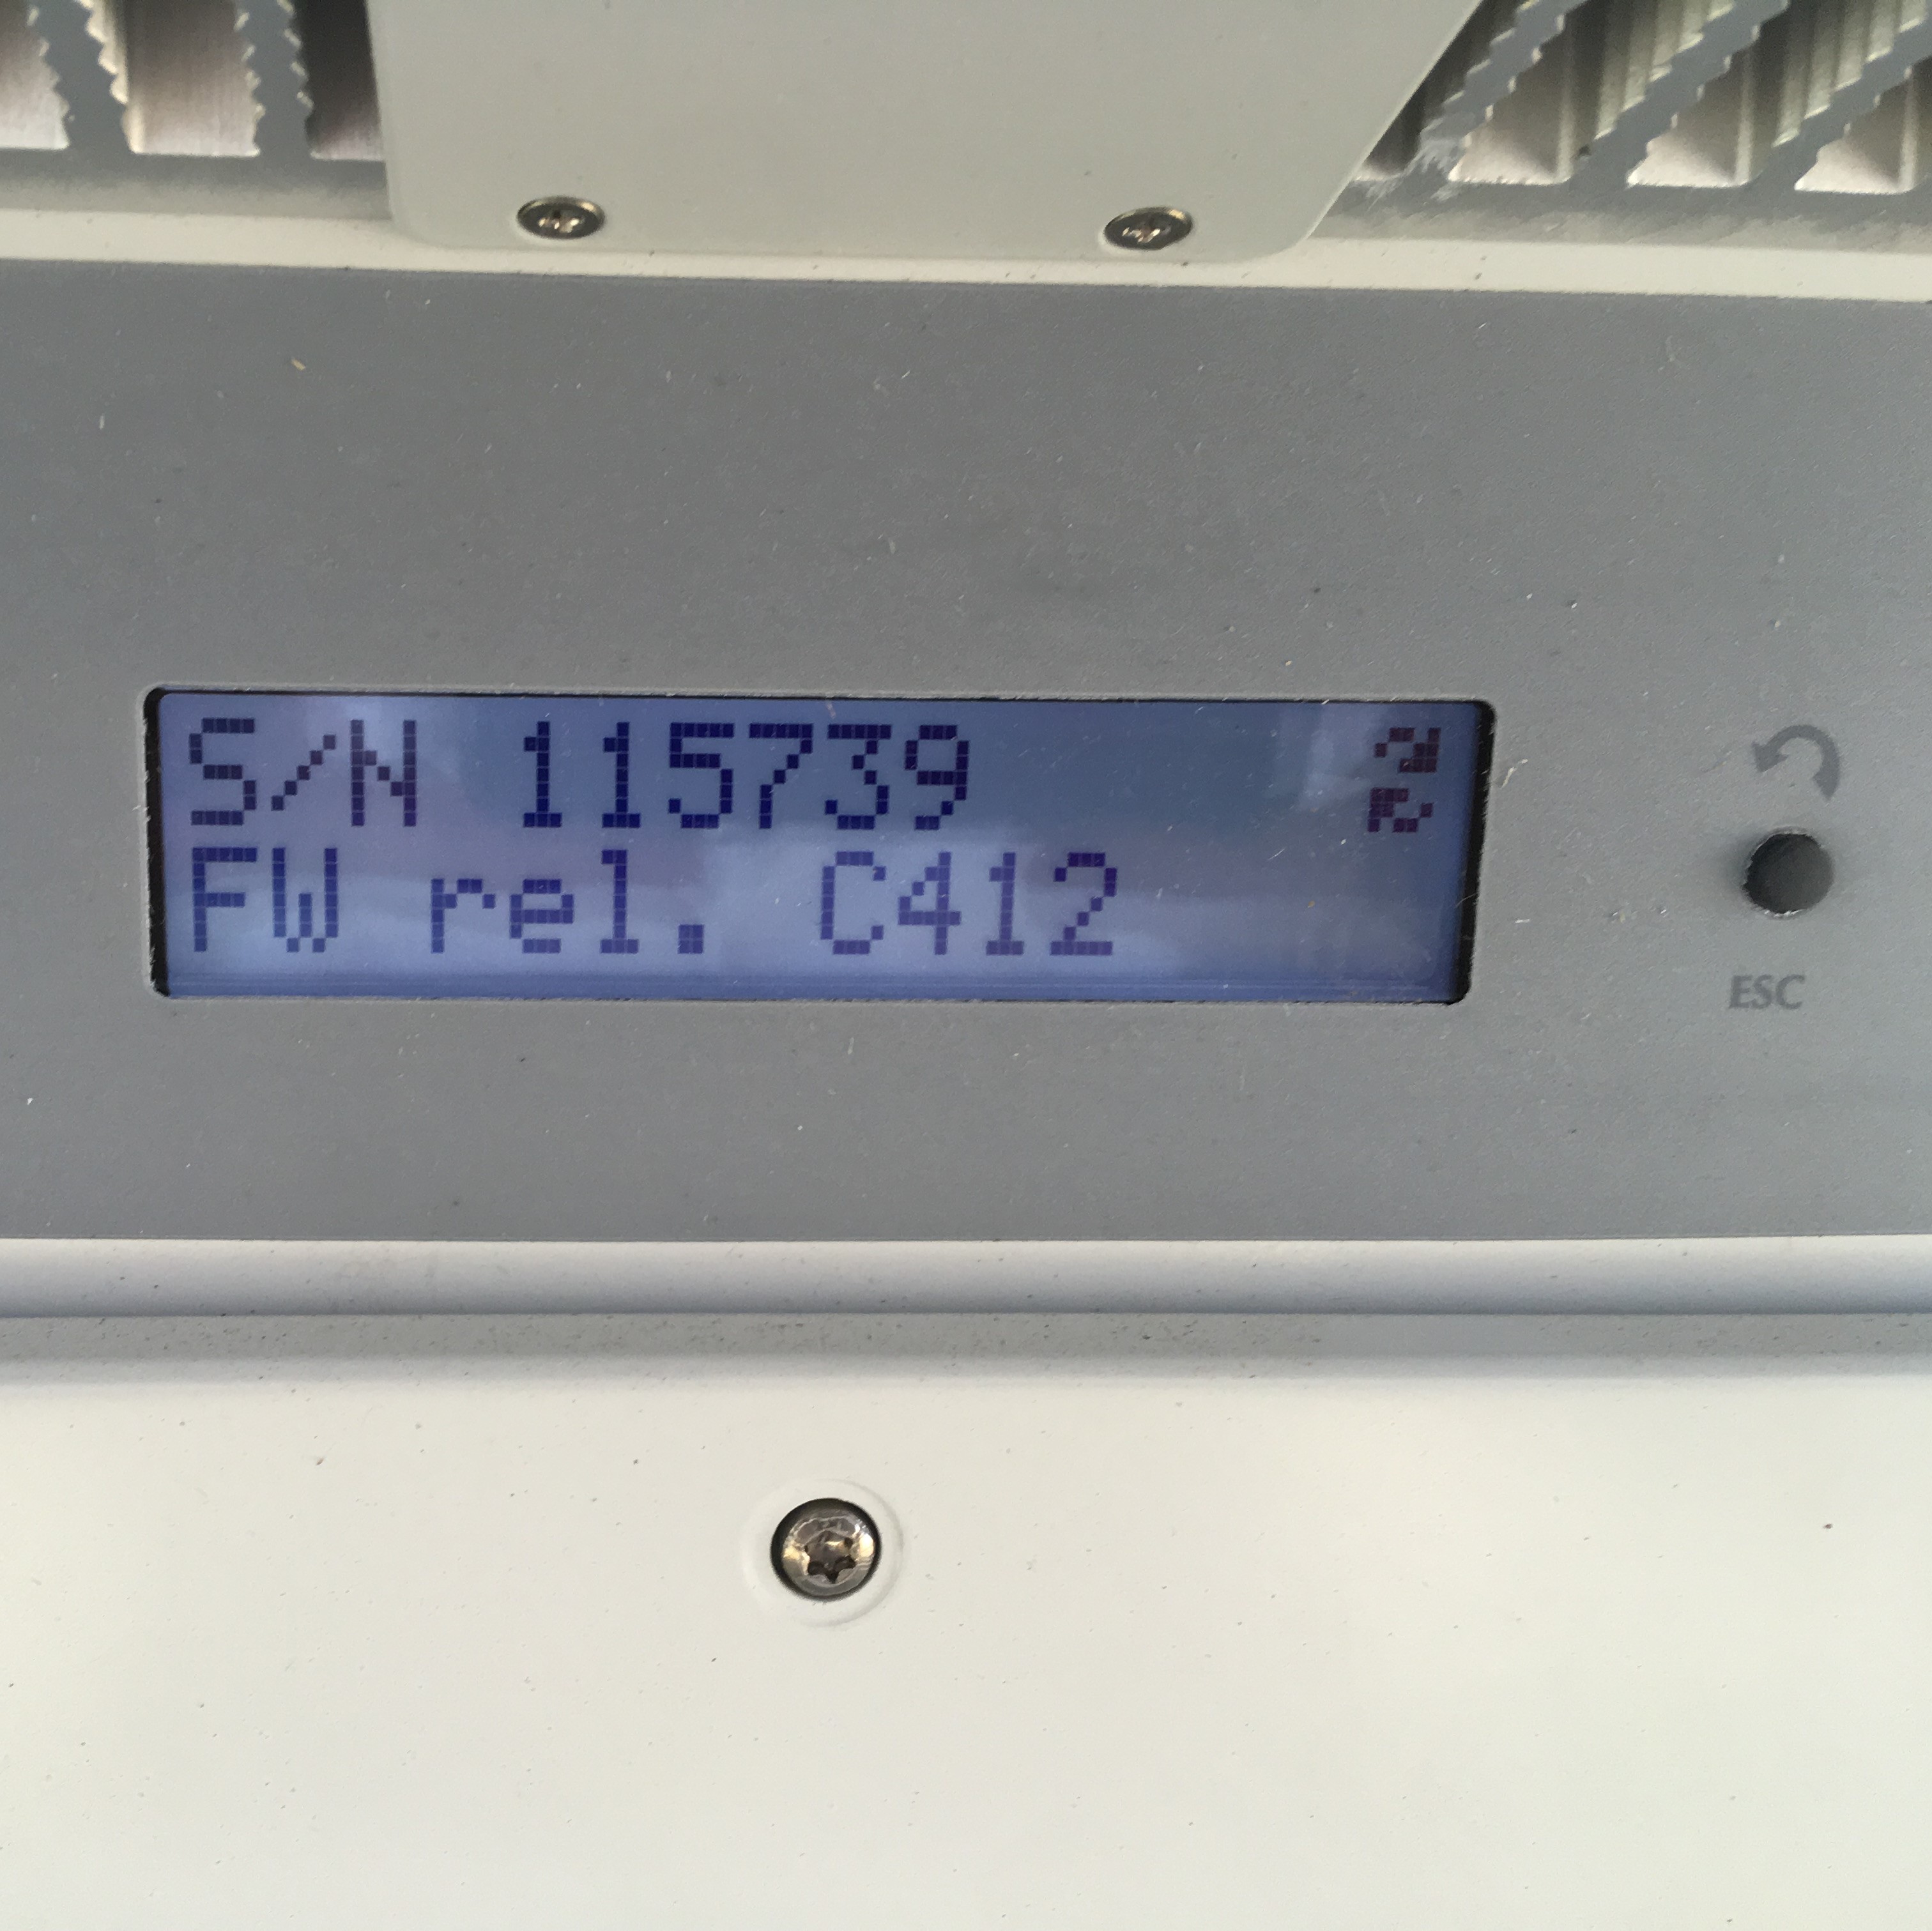 S/N 115739
FW rel. C412
ESC